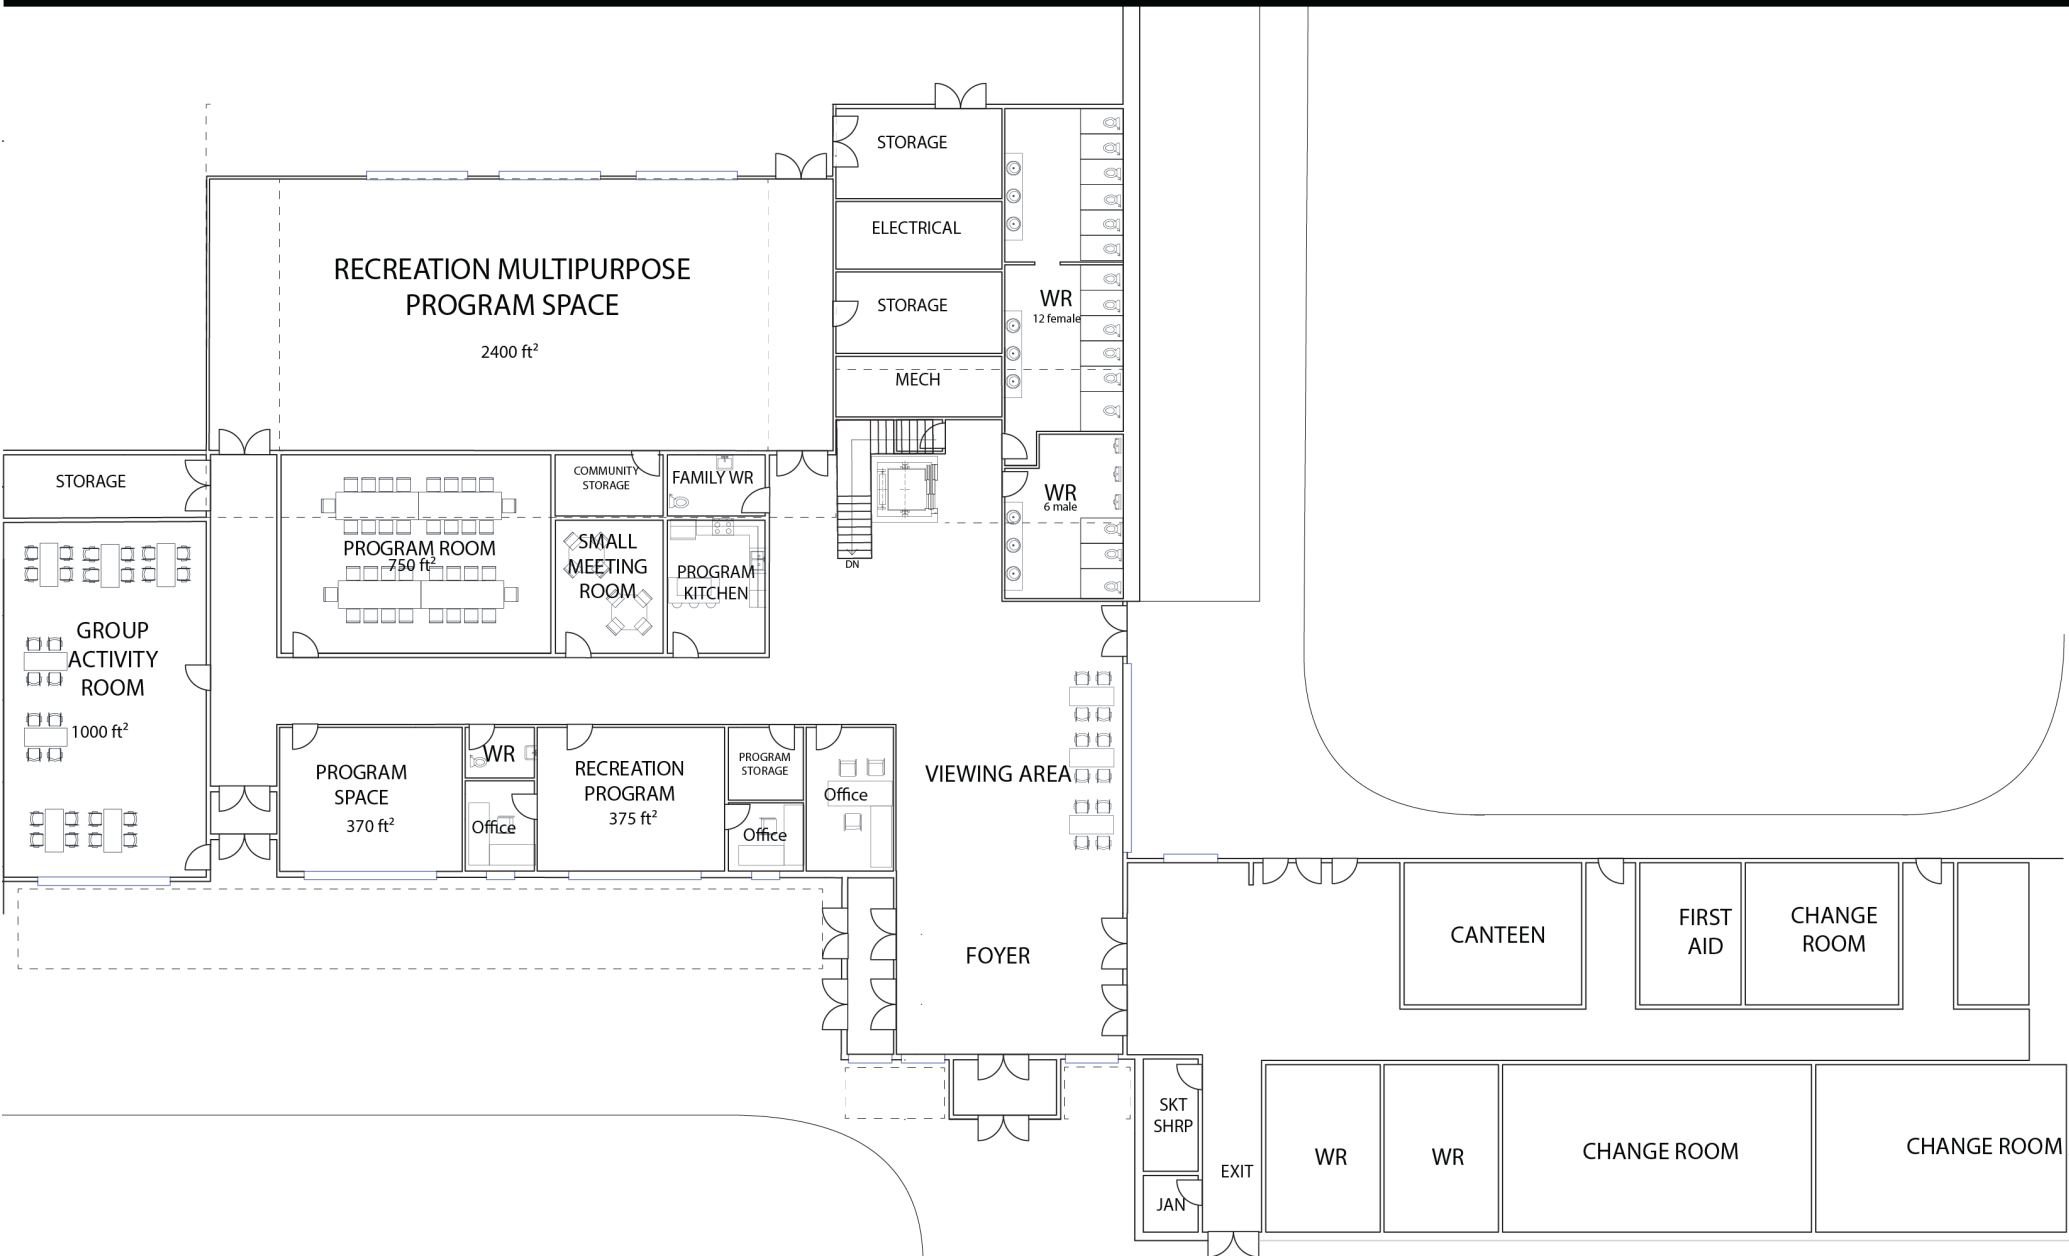 STORAGE
ELECTRICAL
RECREATION MULTIPURPOSE
PROGRAM SPACE
2400 ft²
STORAGE
WR
12 female
MECH
STORAGE
COMMUNITY
STORAGE
FAMILY WR
WR
6 male
PROGRAM ROOM
750 ft²
SMALL
MEETING
ROOM
PROGRAM
KITCHEN
DN
GROUP
ACTIVITY
ROOM
1000 ft²
PROGRAM
SPACE
370 ft²
WR
Office
RECREATION
PROGRAM
375 ft²
PROGRAM
STORAGE
Office
Office
VIEWING AREA
FOYER
CANTEEN
FIRST
AID
CHANGE
ROOM
SKT
SHRP
JAN
EXIT
WR
WR
CHANGE ROOM
CHANGE ROOM